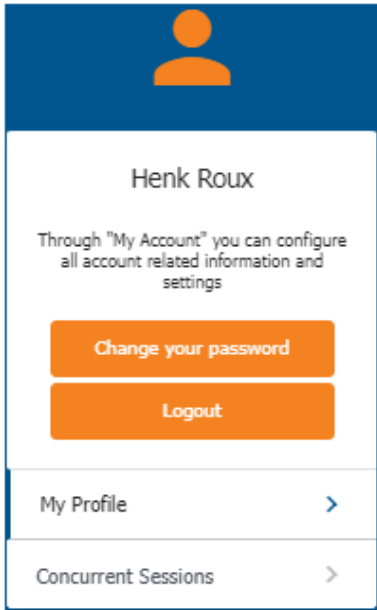 Henk Roux
Through "My Account" you can configure
all account related information and
settings
Change your password
Logout
My Profile
Concurrent Sessions